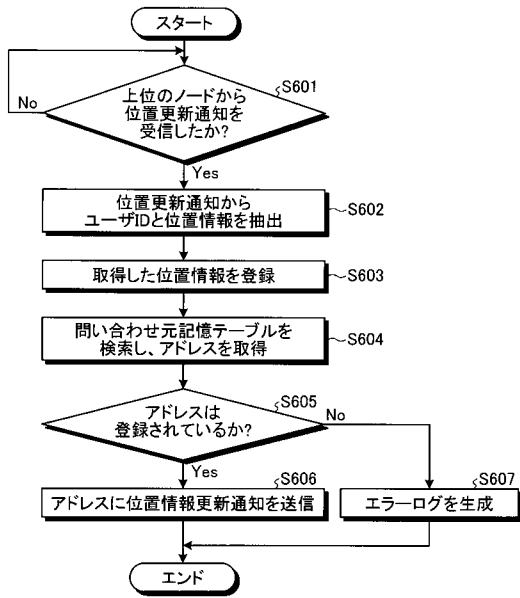 スタート
S601
上位のノードから
位置更新通知を
受信したか?
No
Yes
位置更新通知から
ユーザIDと位置情報を抽出
S602
取得した位置情報を登録
S603
問い合わせ元記憶テーブルを
検索し、アドレスを取得
S604
S605
アドレスは
登録されているか?
No
Yes
S606
アドレスに位置情報更新通知を送信
S607
エラーログを生成
エンド